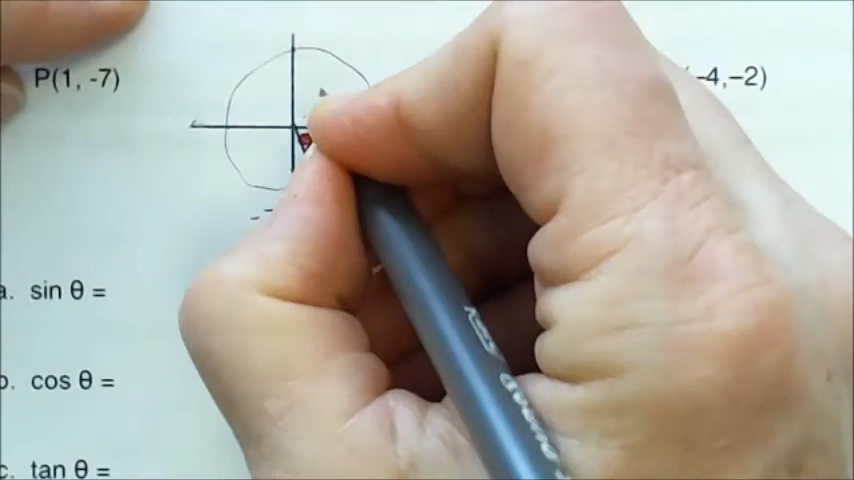 P(1, -7)
-4,-2)
a. sin θ =
b. cos θ =
c. tan θ =